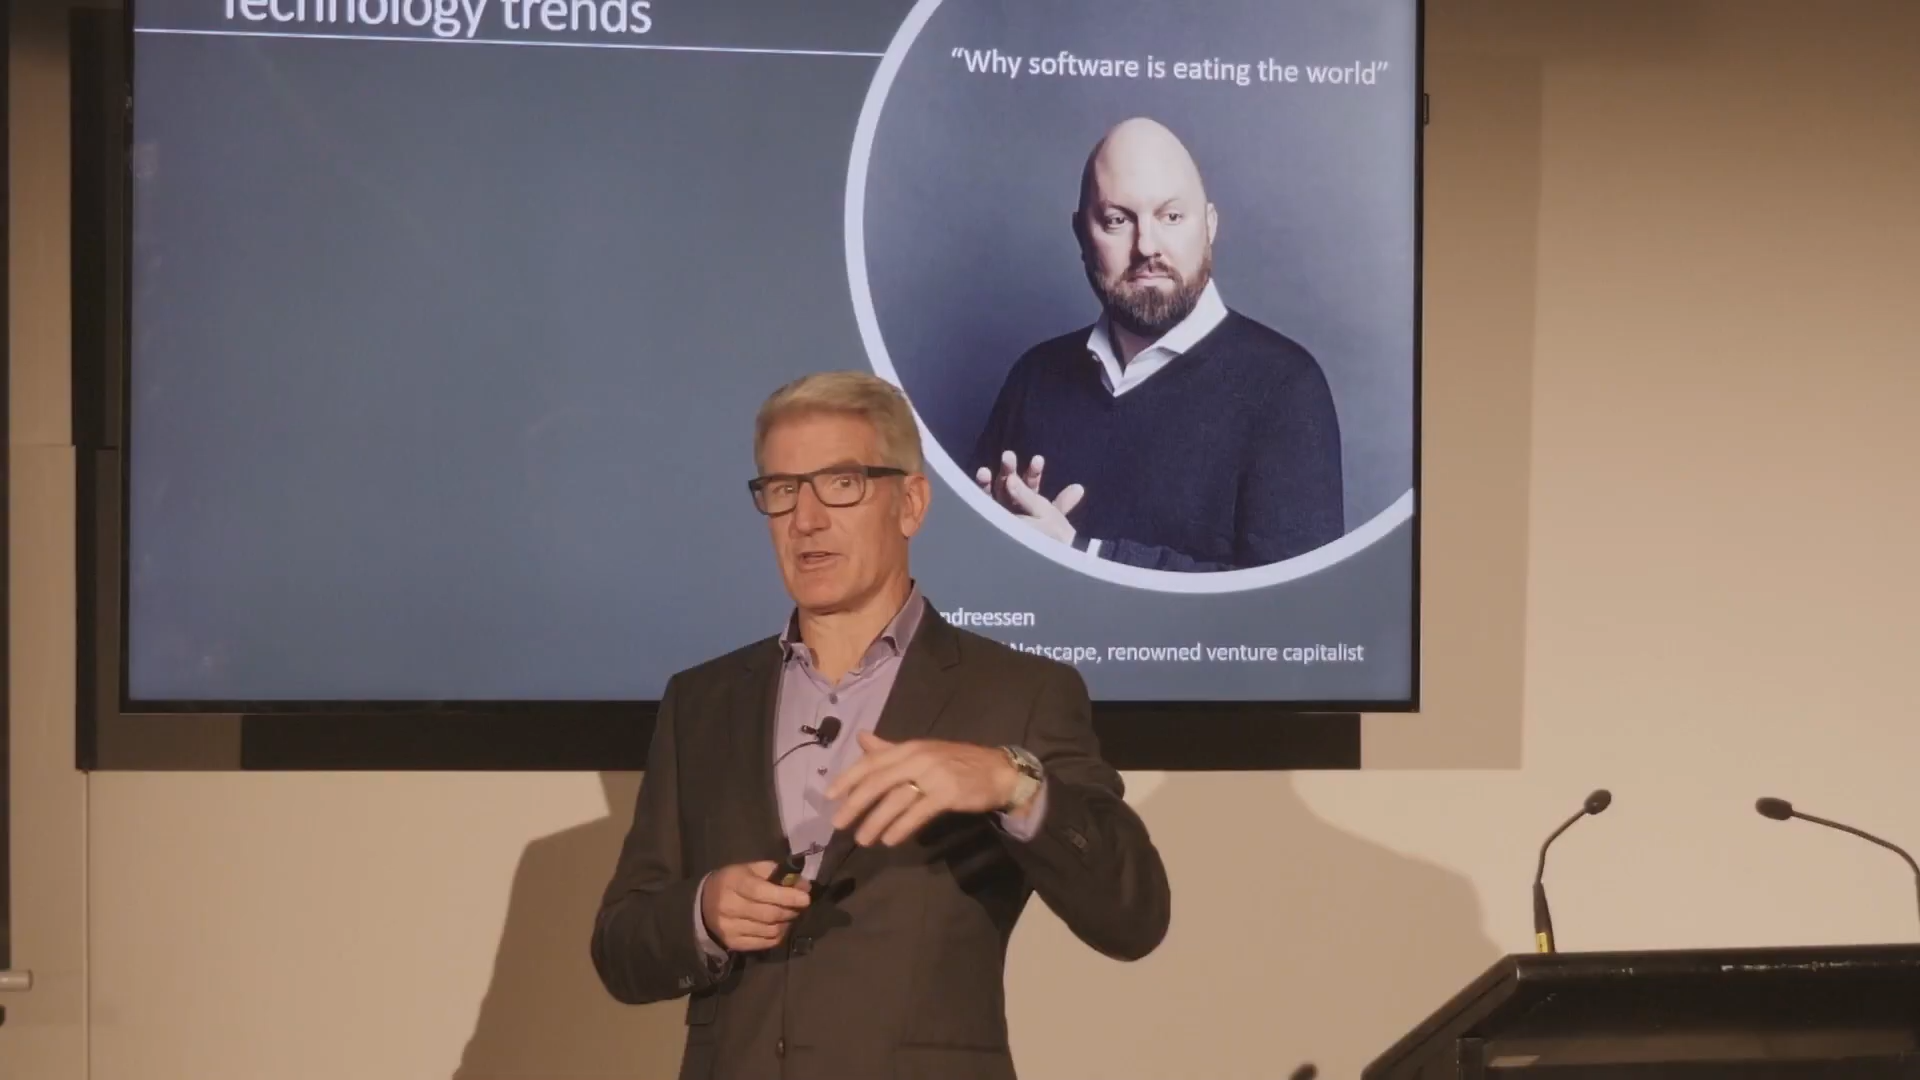 Technology trends
“Why software is eating the world”
ndreessen
Netscape, renowned venture capitalist